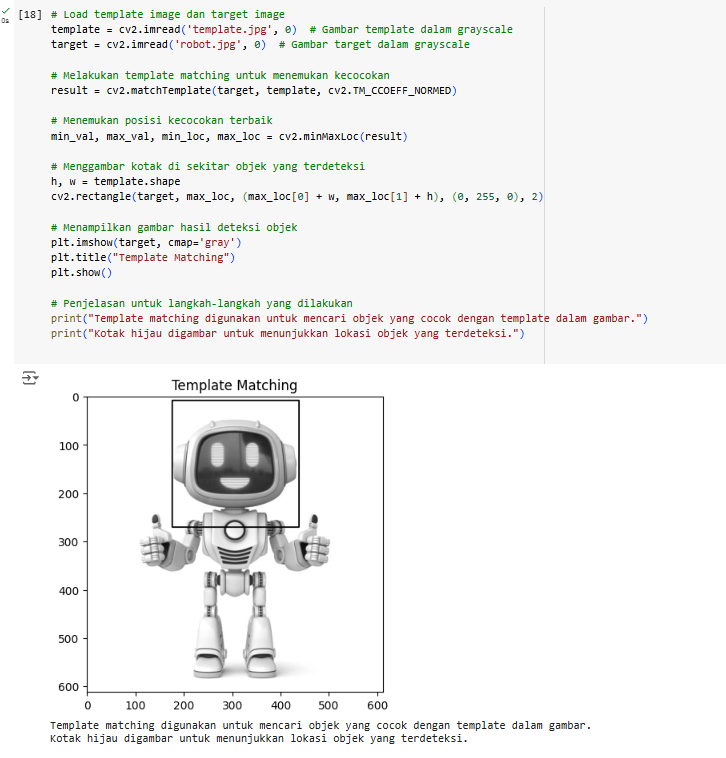 [18] # Load template image dan target image
template = cv2.imread('template.jpg', 0)  # Gambar template dalam grayscale
target = cv2.imread('robot.jpg', 0)  # Gambar target dalam grayscale
# Melakukan template matching untuk menemukan kecocokan
result = cv2.matchTemplate(target, template, cv2.TM_CCOEFF_NORMED)
# Menemukan posisi kecocokan terbaik
min_val, max_val, min_loc, max_loc = cv2.minMaxLoc(result)
# Menggambar kotak di sekitar objek yang terdeteksi
h, w = template.shape
cv2.rectangle(target, max_loc, (max_loc[0] + w, max_loc[1] + h), (0, 255, 0), 2)
# Menampilkan gambar hasil deteksi objek
plt.imshow(target, cmap='gray')
plt.title("Template Matching")
plt.show()
# Penjelasan untuk langkah-langkah yang dilakukan
print("Template matching digunakan untuk mencari objek yang cocok dengan template dalam gambar.")
print("Kotak hijau digambar untuk menunjukkan lokasi objek yang terdeteksi.")
Template Matching
0
100
200
300
400
500
600
0 100 200 300 400 500 600
Template matching digunakan untuk mencari objek yang cocok dengan template dalam gambar.
Kotak hijau digambar untuk menunjukkan lokasi objek yang terdeteksi.